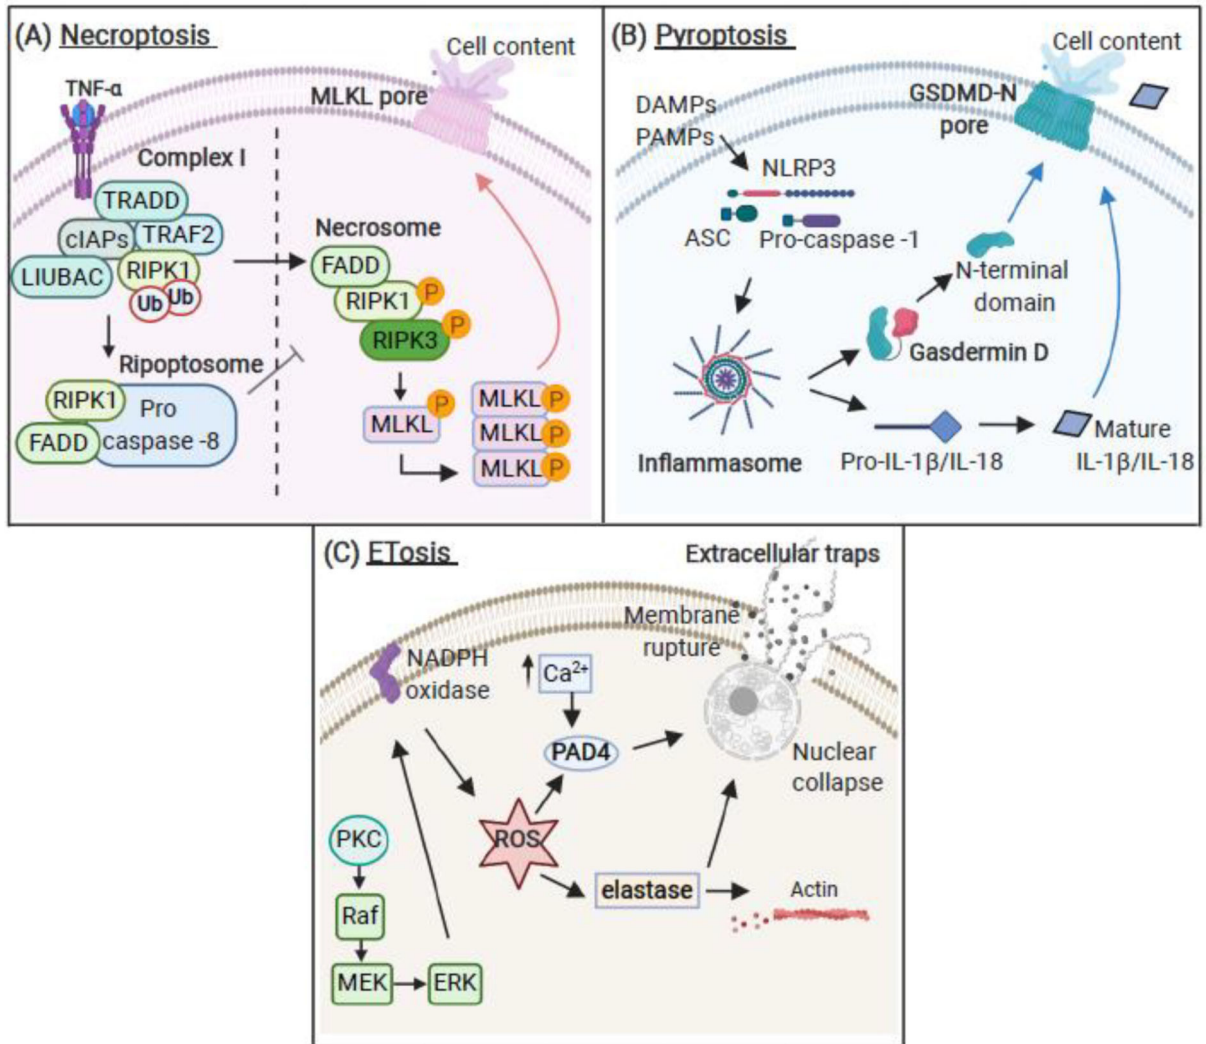 (A) Necroptosis
Cell content
TNF-α
MLKL pore
Complex I
TRADD
cIAPs
TRAF2
LIUBAC
RIPK1
Ub
Ub
Necrosome
FADD
RIPK1
P
RIPK3
P
Ripoptosome
RIPK1
Pro
caspase -8
FADD
MLKL
P
MLKL
P
MLKL
P
MLKL
P
(B) Pyroptosis
Cell content
DAMPs
PAMPs
GSDMD-N
pore
NLRP3
ASC
Pro-caspase -1
N-terminal
domain
Gasdermin D
Inflammasome
Pro-IL-1β/IL-18
Mature
IL-1β/IL-18
(C) ETosis
Extracellular traps
Membrane
rupture
NADPH
oxidase
Ca2+
PAD4
Nuclear
collapse
ROS
PKC
elastase
Actin
Raf
MEK
ERK